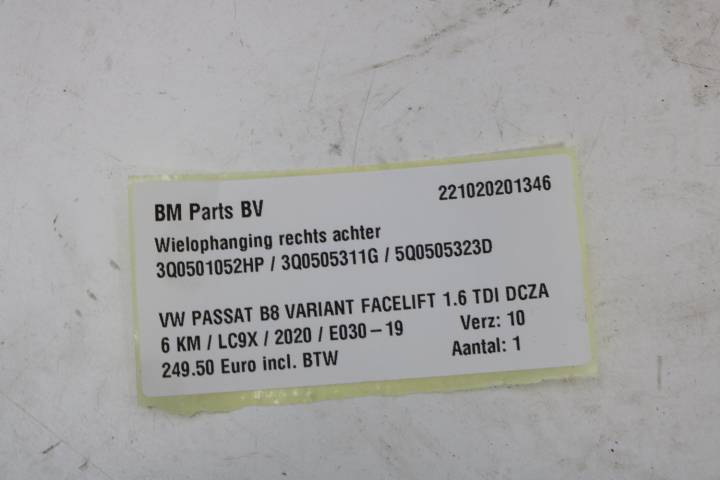 BM Parts BV 221020201346
Wielophanging rechts achter
3Q0501052HP / 3Q0505311G / 5Q0505323D
VW PASSAT B8 VARIANT FACELIFT 1.6 TDI DCZA
6 KM / LC9X / 2020 / E030-19 Verz: 10
249.50 Euro incl. BTW Aantal: 1